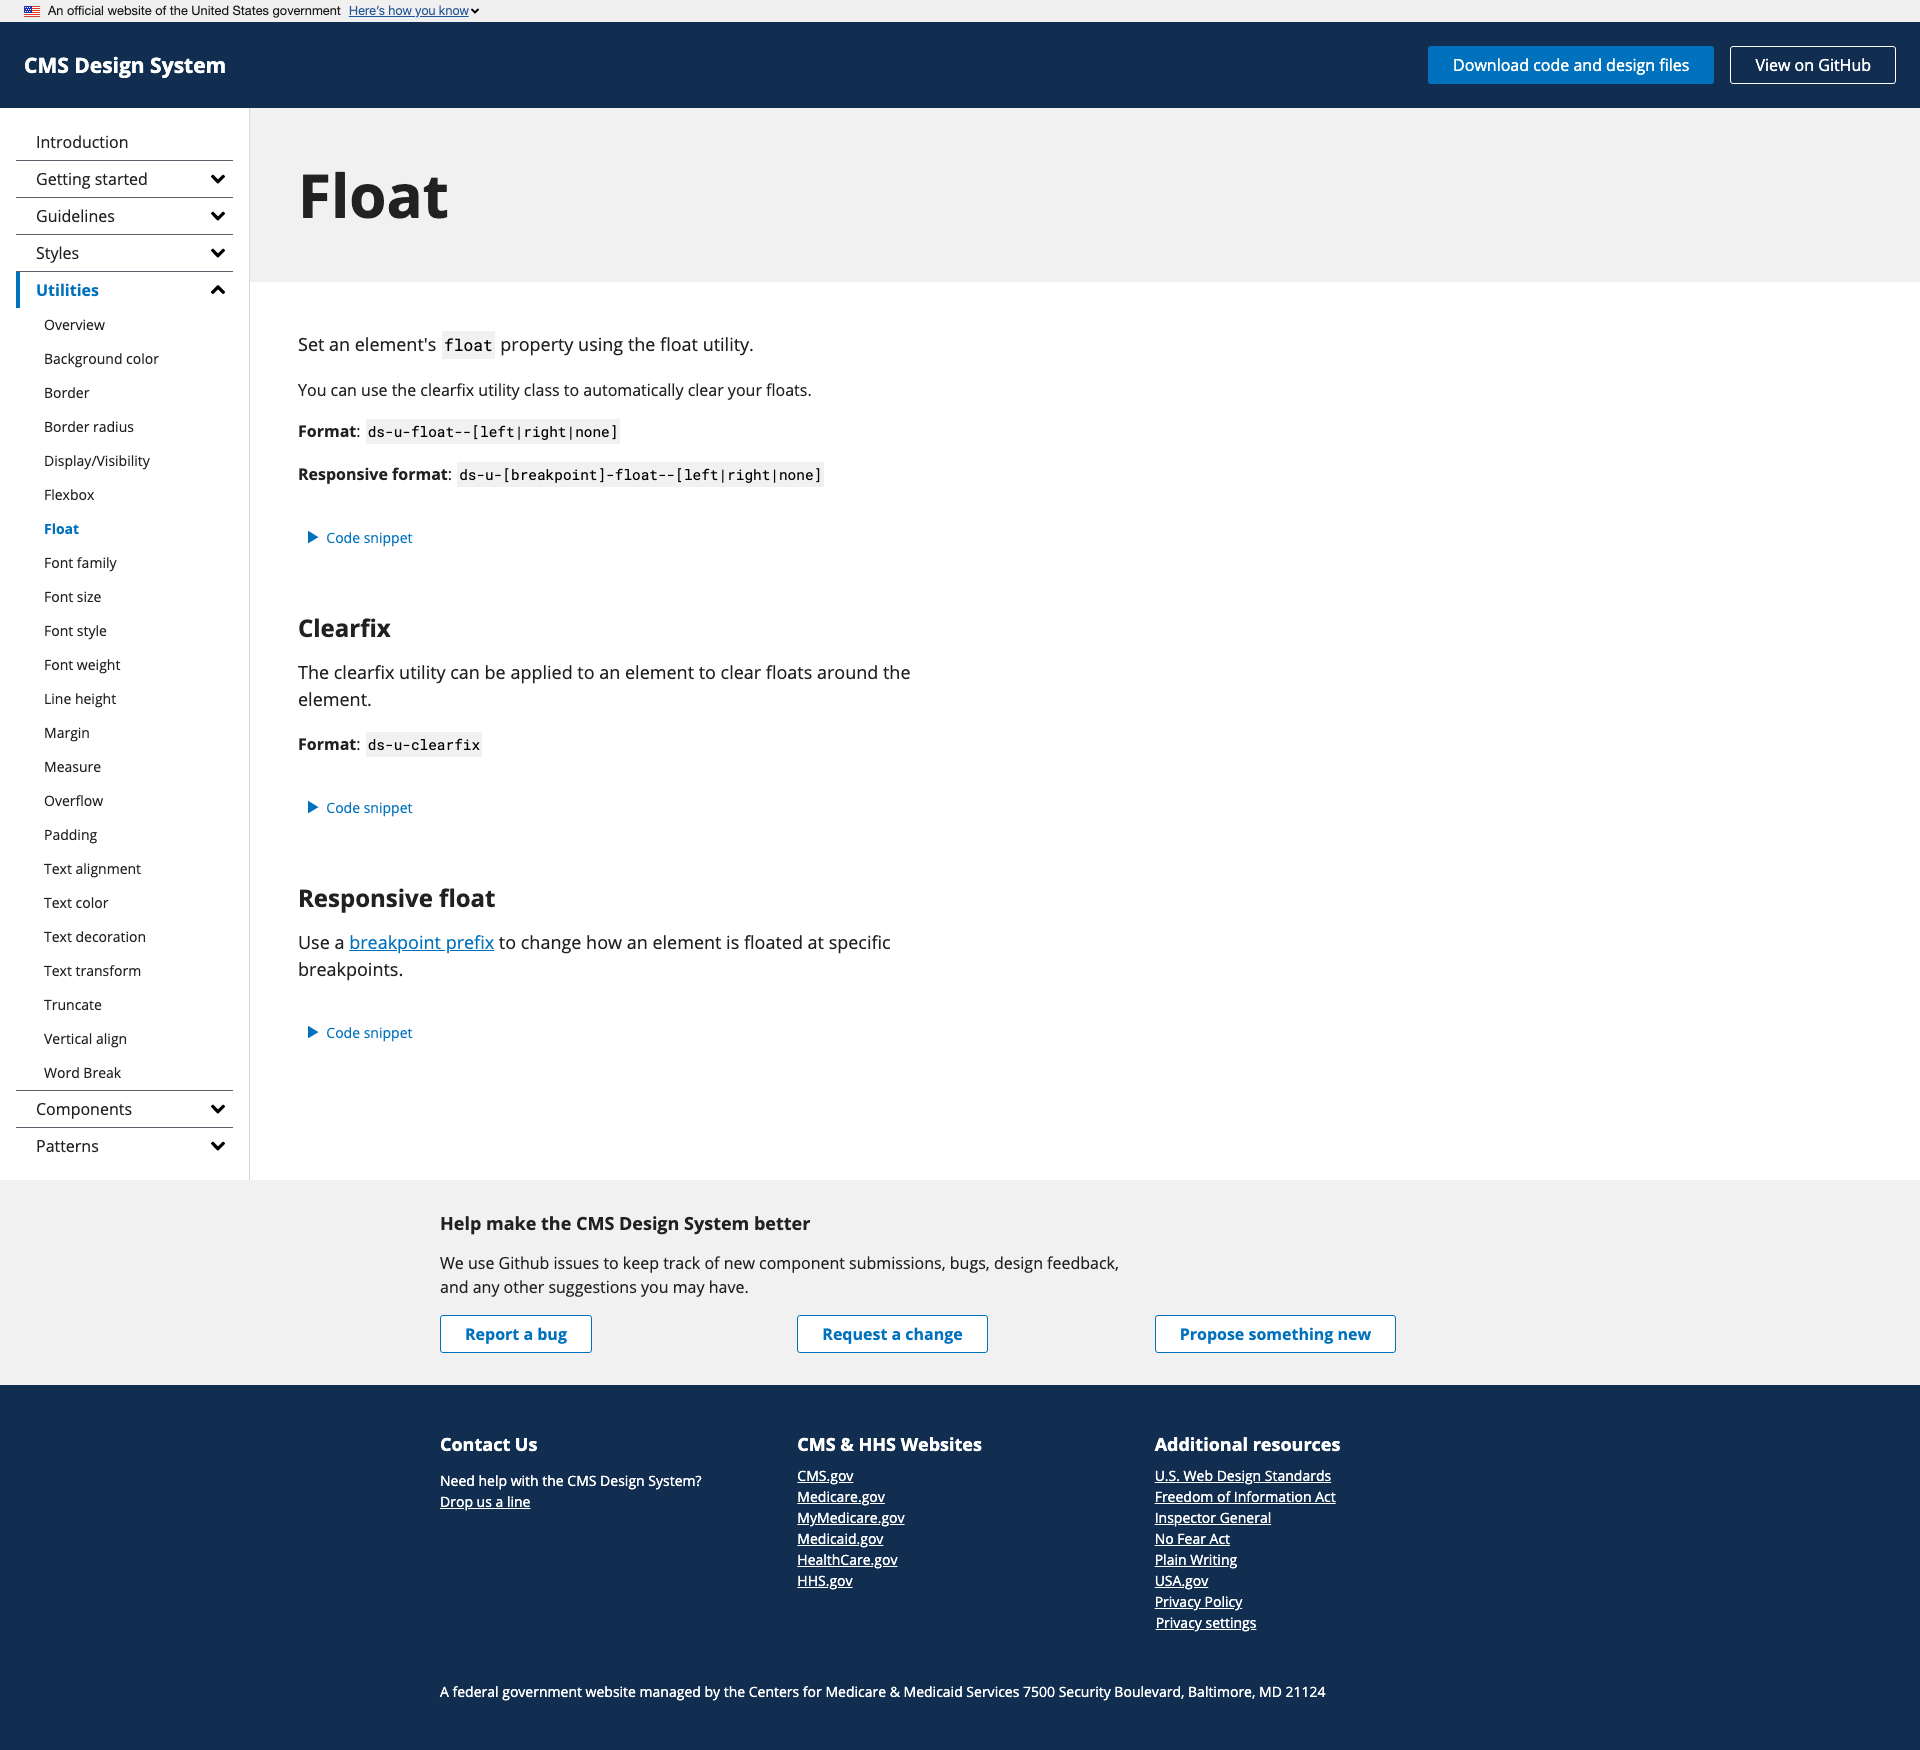 An official website of the United States government Here's how you know
CMS Design System
Download code and design files
View on GitHub
Introduction
Getting started
Guidelines
Styles
Utilities
Overview
Background color
Border
Border radius
Display/Visibility
Flexbox
Float
Font family
Font size
Font style
Font weight
Line height
Margin
Measure
Overflow
Padding
Text alignment
Text color
Text decoration
Text transform
Truncate
Vertical align
Word Break
Components
Patterns
Float
Set an element's float property using the float utility.
You can use the clearfix utility class to automatically clear your floats.
Format: ds-u-float--[left|right|none]
Responsive format: ds-u-[breakpoint]-float--[left|right|none]
Code snippet
Clearfix
The clearfix utility can be applied to an element to clear floats around the
element.
Format: ds-u-clearfix
Code snippet
Responsive float
Use a breakpoint prefix to change how an element is floated at specific
breakpoints.
Code snippet
Help make the CMS Design System better
We use Github issues to keep track of new component submissions, bugs, design feedback,
and any other suggestions you may have.
Report a bug
Request a change
Propose something new
Contact Us
Need help with the CMS Design System?
Drop us a line
CMS & HHS Websites
CMS.gov
Medicare.gov
MyMedicare.gov
Medicaid.gov
HealthCare.gov
HHS.gov
Additional resources
U.S. Web Design Standards
Freedom of Information Act
Inspector General
No Fear Act
Plain Writing
USA.gov
Privacy Policy
Privacy settings
A federal government website managed by the Centers for Medicare & Medicaid Services 7500 Security Boulevard, Baltimore, MD 21124